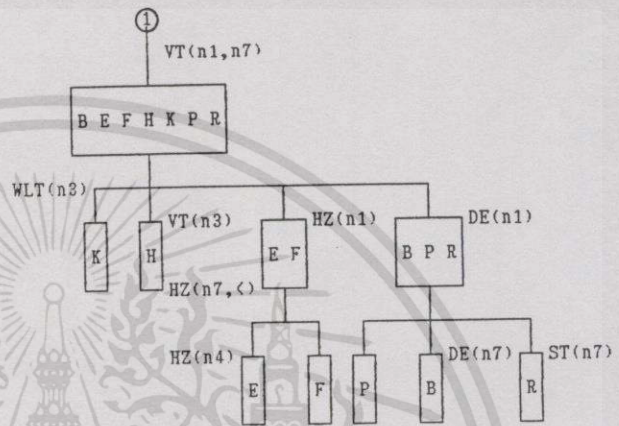 1
VT(n1,n7)
B E F H K P R
WLT(n3)
VT(n3)
HZ(n1)
DE(n1)
K
H
E F
B P R
HZ(n7,<)
HZ(n4)
DE(n7)
ST(n7)
E
F
P
B
R